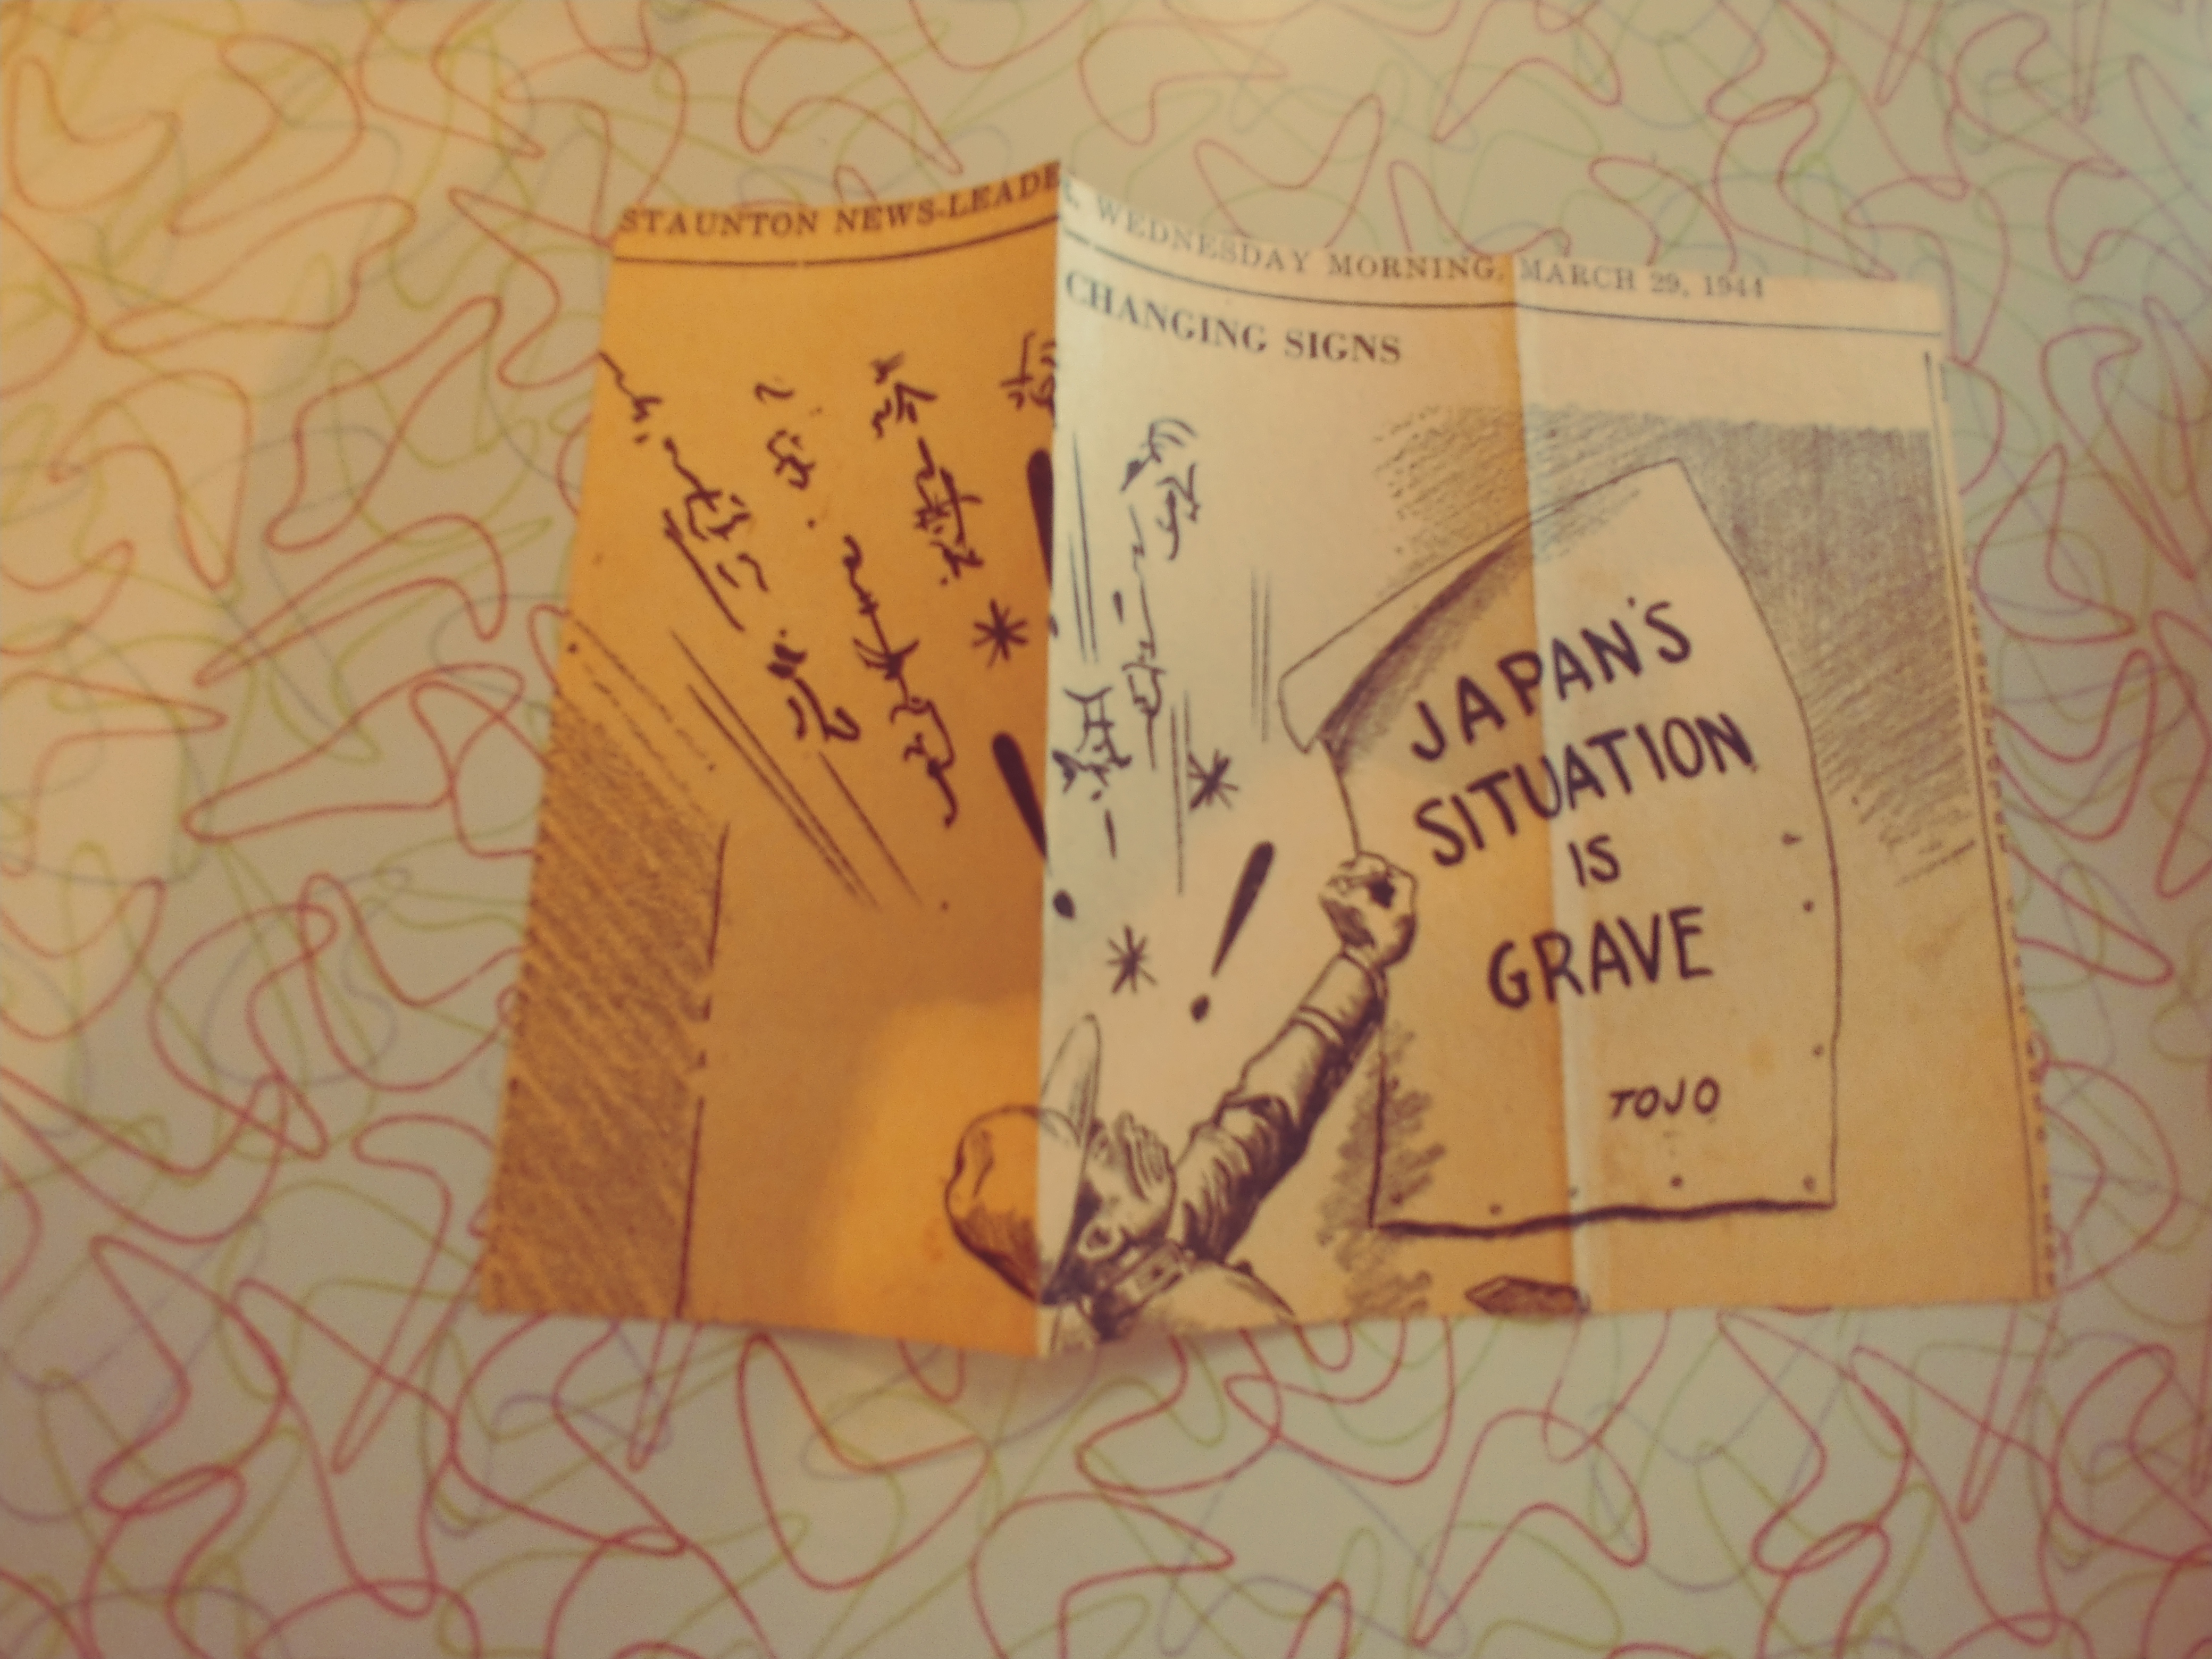 STAUNTON NEWS-LEADER, WEDNESDAY MORNING, MARCH 29, 1944
CHANGING SIGNS
JAPAN'S
SITUATION
IS
GRAVE
TOJO